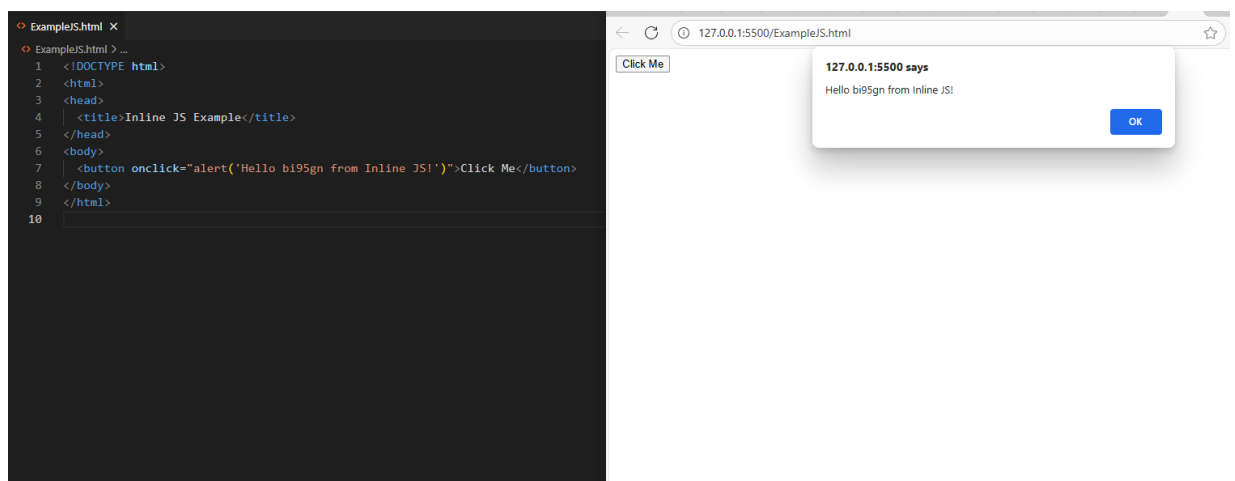 ExampleJS.html
ExampleJS.html > ...
1 <!DOCTYPE html>
2 <html>
3 <head>
4 <title>Inline JS Example</title>
5 </head>
6 <body>
7 <button onclick="alert('Hello bi95gn from Inline JS!')">Click Me</button>
8 </body>
9 </html>
10
127.0.0.1:5500/ExampleJS.html
Click Me
127.0.0.1:5500 says
Hello bi95gn from Inline JS!
OK